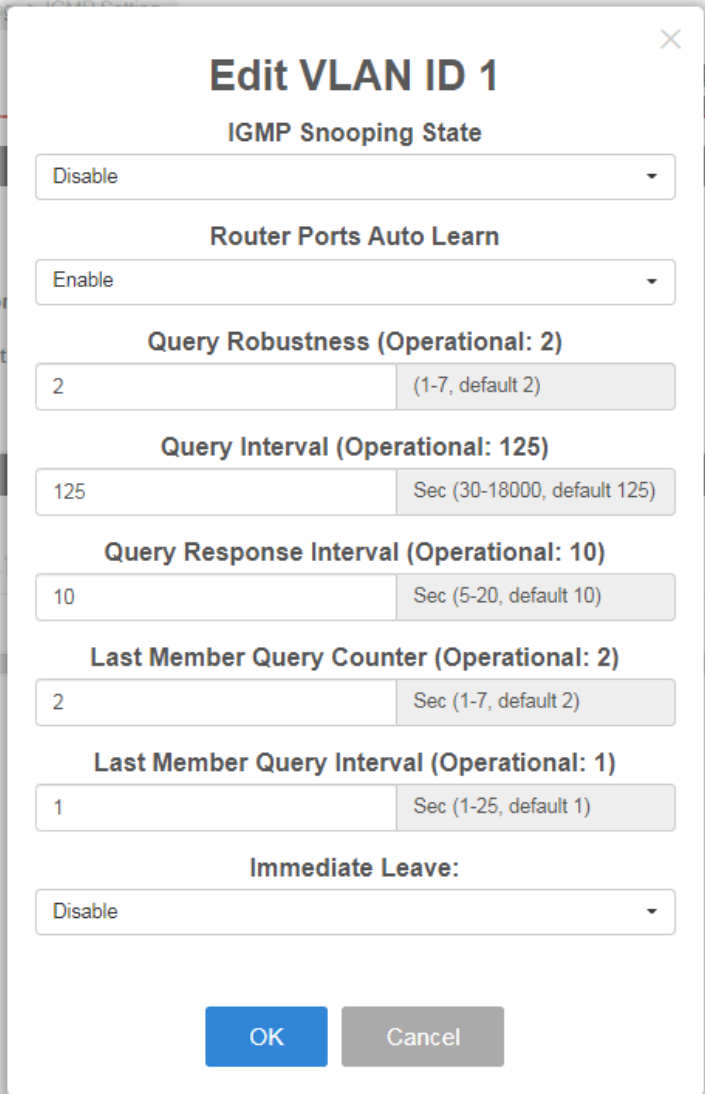 IGMP Setting
Edit VLAN ID 1
IGMP Snooping State
Disable
Router Ports Auto Learn
Enable
Query Robustness (Operational: 2)
2 (1-7, default 2)
Query Interval (Operational: 125)
125 Sec (30-18000, default 125)
Query Response Interval (Operational: 10)
10 Sec (5-20, default 10)
Last Member Query Counter (Operational: 2)
2 Sec (1-7, default 2)
Last Member Query Interval (Operational: 1)
1 Sec (1-25, default 1)
Immediate Leave:
Disable
OK Cancel